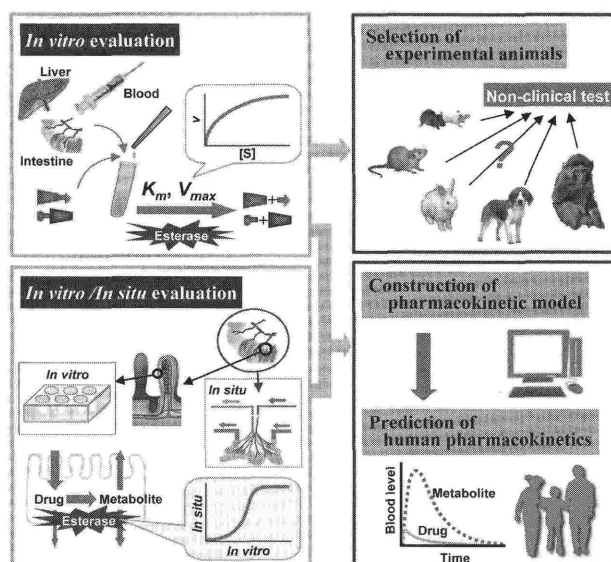 In vitro evaluation
Liver
Blood
Intestine
v
[S]
Km, Vmax
Esterase
Selection of
experimental animals
Non-clinical test
?
In vitro /In situ evaluation
In vitro
In situ
Drug
Metabolite
Esterase
In situ
In vitro
Construction of
pharmacokinetic model
Prediction of
human pharmacokinetics
Blood level
Metabolite
Drug
Time